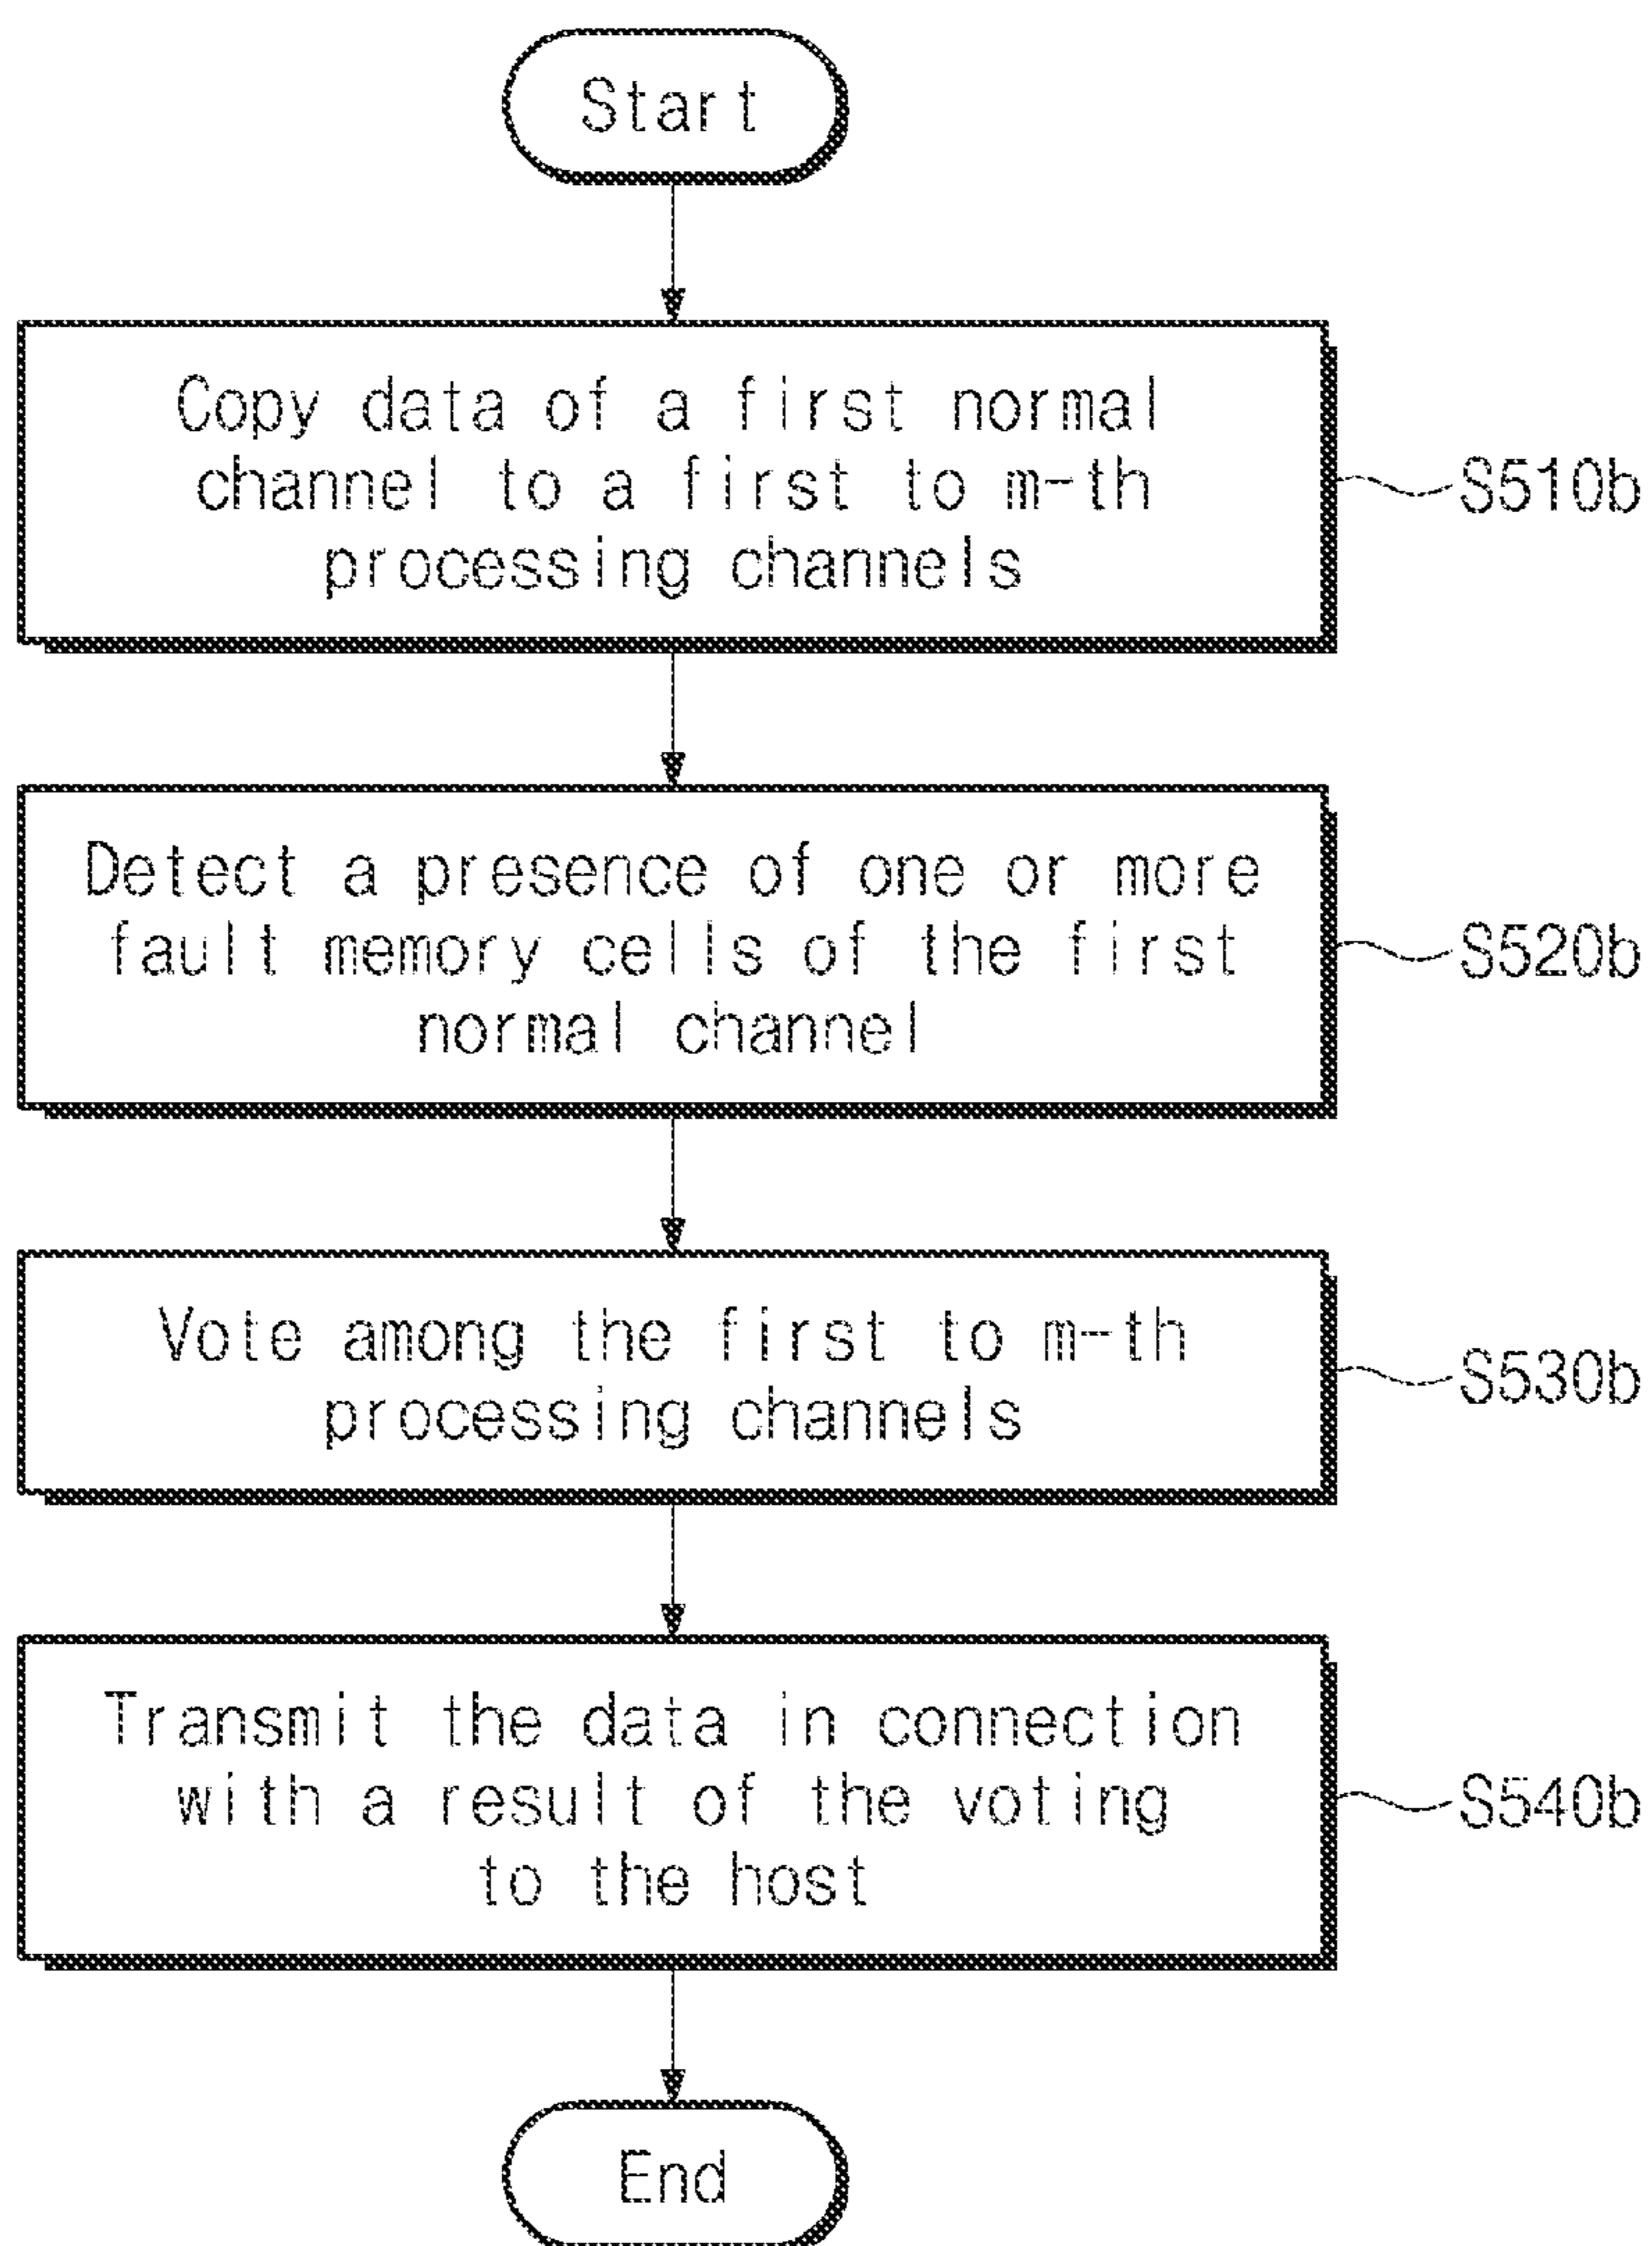 Start
Copy data of a first normal
channel to a first to m-th
processing channels
S510b
Detect a presence of one or more
fault memory cells of the first
normal channel
S520b
Vote among the first to m-th
processing channels
S530b
Transmit the data in connection
with a result of the voting
to the host
S540b
End